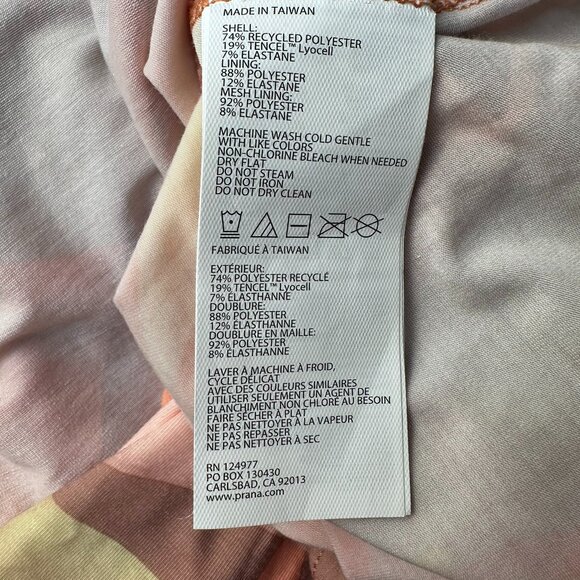 MADE IN TAIWAN
SHELL:
74% RECYCLED POLYESTER
19% TENCEL™ Lyocell
7% ELASTANE
LINING:
88% POLYESTER
12% ELASTANE
MESH LINING:
92% POLYESTER
8% ELASTANE
MACHINE WASH COLD GENTLE
WITH LIKE COLORS
NON-CHLORINE BLEACH WHEN NEEDED
DRY FLAT
DO NOT STEAM
DO NOT IRON
DO NOT DRY CLEAN
FABRIQUÉ À TAIWAN
EXTÉRIEUR:
74% POLYESTER RECYCLÉ
19% TENCEL™ Lyocell
7% ÉLASTHANNE
DOUBLURE:
88% POLYESTER
12% ÉLASTHANNE
DOUBLURE EN MAILLE:
92% POLYESTER
8% ÉLASTHANNE
LAVER À MACHINE À FROID,
CYCLE DÉLICAT
AVEC DES COULEURS SIMILAIRES
UTILISER SEULEMENT UN AGENT DE
BLANCHIMENT NON CHLORÉ AU BESOIN
FAIRE SÉCHER À PLAT
NE PAS NETTOYER À LA VAPEUR
NE PAS REPASSER
NE PAS NETTOYER À SEC
RN 124977
PO BOX 130430
CARLSBAD, CA 92013
www.prana.com